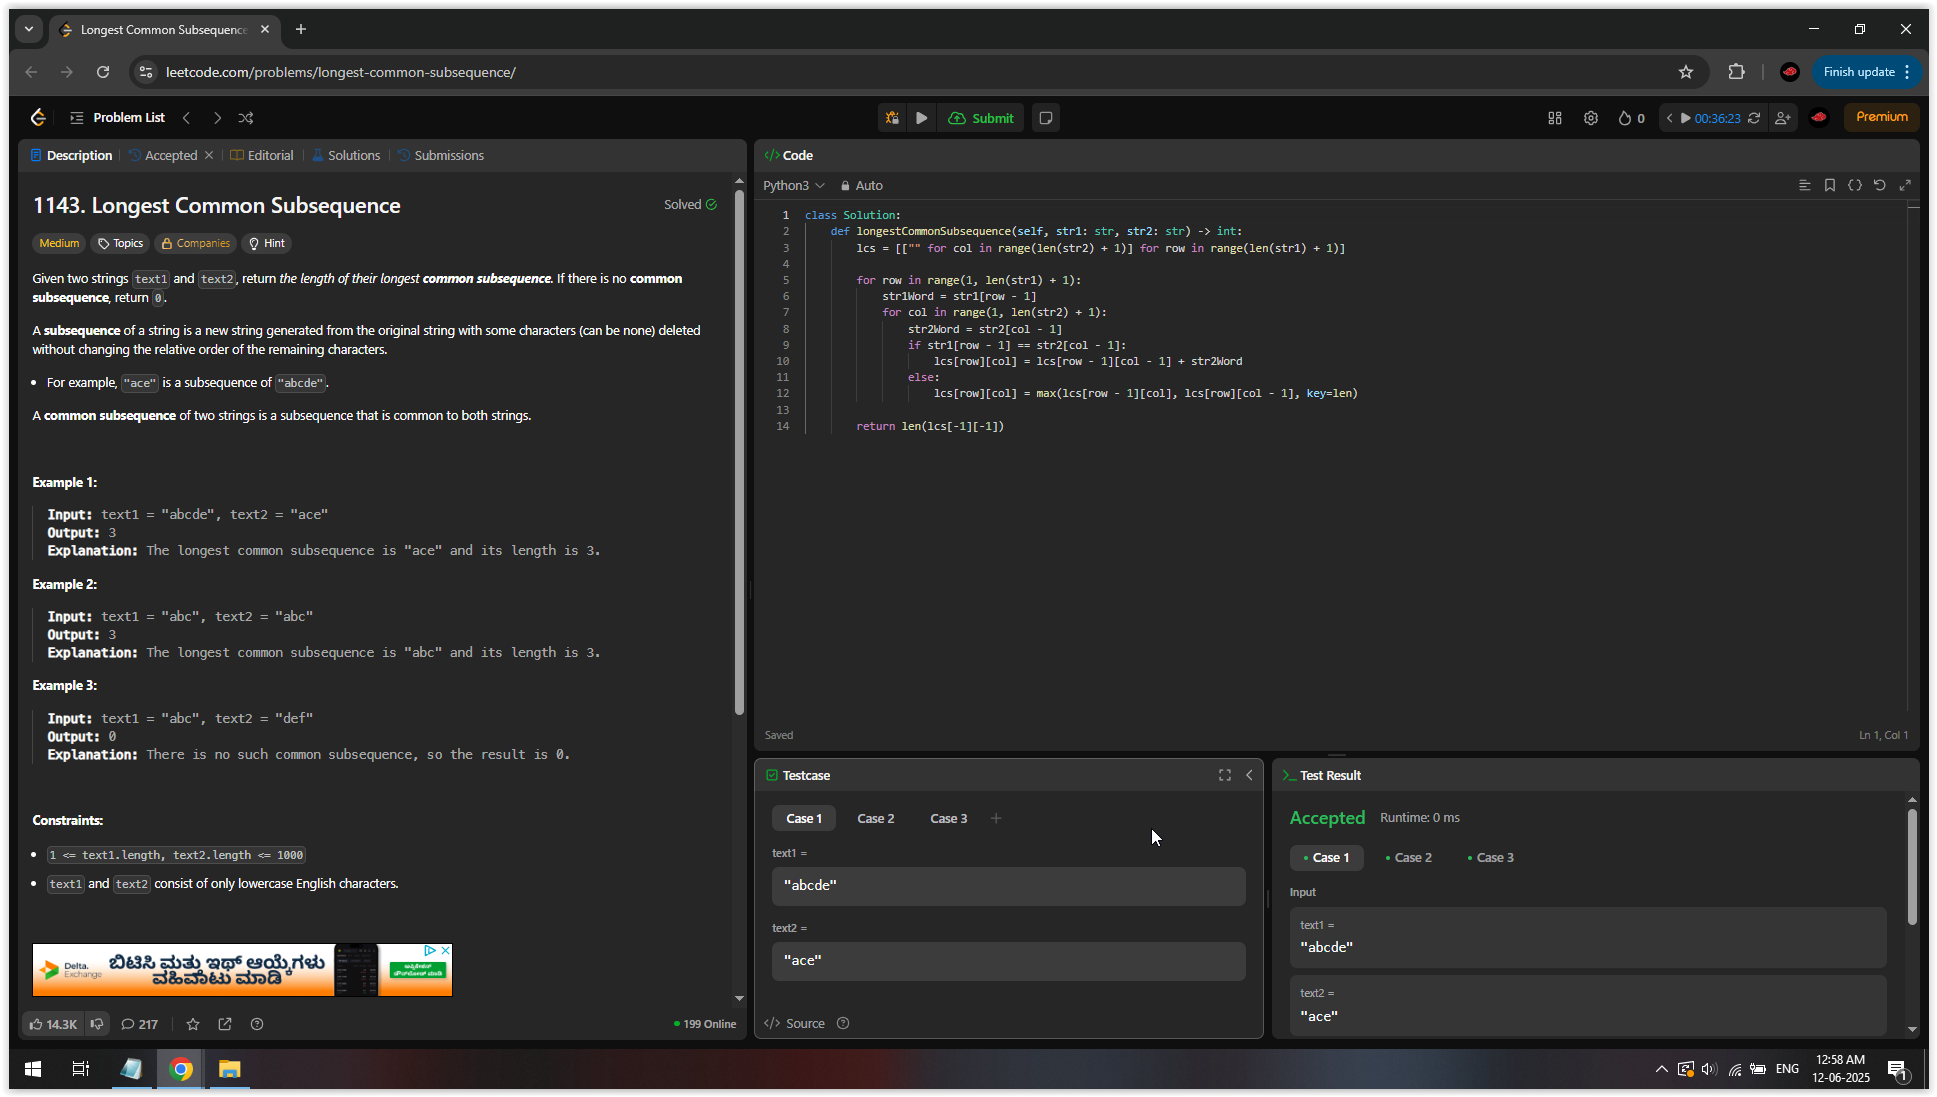 Longest Common Subsequence
leetcode.com/problems/longest-common-subsequence/
Finish update
Problem List
Submit
0
00:36:23
Premium
Description
Accepted
Editorial
Solutions
Submissions
1143. Longest Common Subsequence
Solved
Medium
Topics
Companies
Hint
Given two strings text1 and text2, return the length of their longest common subsequence. If there is no common
subsequence, return 0.
A subsequence of a string is a new string generated from the original string with some characters (can be none) deleted
without changing the relative order of the remaining characters.
• For example, "ace" is a subsequence of "abcde".
A common subsequence of two strings is a subsequence that is common to both strings.
Example 1:
Input: text1 = "abcde", text2 = "ace"
Output: 3
Explanation: The longest common subsequence is "ace" and its length is 3.
Example 2:
Input: text1 = "abc", text2 = "abc"
Output: 3
Explanation: The longest common subsequence is "abc" and its length is 3.
Example 3:
Input: text1 = "abc", text2 = "def"
Output: 0
Explanation: There is no such common subsequence, so the result is 0.
Constraints:
• 1 <= text1.length, text2.length <= 1000
• text1 and text2 consist of only lowercase English characters.
Delta.
Exchange
ಬಿಟಿಸಿ ಮತ್ತು ಇಥ್ ಆಯ್ಕೆಗಳು
ವಹಿವಾಟು ಮಾಡಿ
14.3K
217
199 Online
</> Code
Python3
Auto
1 class Solution:
2 def longestCommonSubsequence(self, str1: str, str2: str) -> int:
3 lcs = [["" for col in range(len(str2) + 1)] for row in range(len(str1) + 1)]
4
5 for row in range(1, len(str1) + 1):
6 str1Word = str1[row - 1]
7 for col in range(1, len(str2) + 1):
8 str2Word = str2[col - 1]
9 if str1[row - 1] == str2[col - 1]:
10 lcs[row][col] = lcs[row - 1][col - 1] + str2Word
11 else:
12 lcs[row][col] = max(lcs[row - 1][col], lcs[row][col - 1], key=len)
13
14 return len(lcs[-1][-1])
Saved
Ln 1, Col 1
Testcase
Case 1
Case 2
Case 3
+
text1 =
"abcde"
text2 =
"ace"
</> Source
>_ Test Result
Accepted
Runtime: 0 ms
• Case 1
• Case 2
• Case 3
Input
text1 =
"abcde"
text2 =
"ace"
ENG
12:58 AM
12-06-2025
1